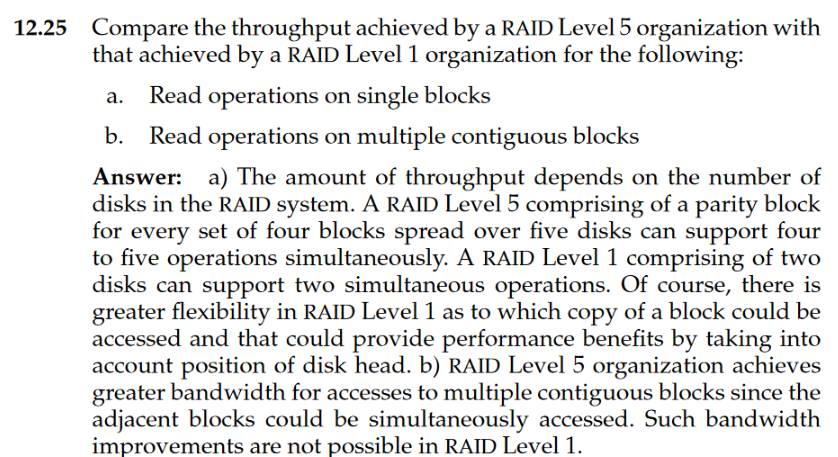 12.25 Compare the throughput achieved by a RAID Level 5 organization with
that achieved by a RAID Level 1 organization for the following:
a. Read operations on single blocks
b. Read operations on multiple contiguous blocks
Answer: a) The amount of throughput depends on the number of
disks in the RAID system. A RAID Level 5 comprising of a parity block
for every set of four blocks spread over five disks can support four
to five operations simultaneously. A RAID Level 1 comprising of two
disks can support two simultaneous operations. Of course, there is
greater flexibility in RAID Level 1 as to which copy of a block could be
accessed and that could provide performance benefits by taking into
account position of disk head. b) RAID Level 5 organization achieves
greater bandwidth for accesses to multiple contiguous blocks since the
adjacent blocks could be simultaneously accessed. Such bandwidth
improvements are not possible in RAID Level 1.